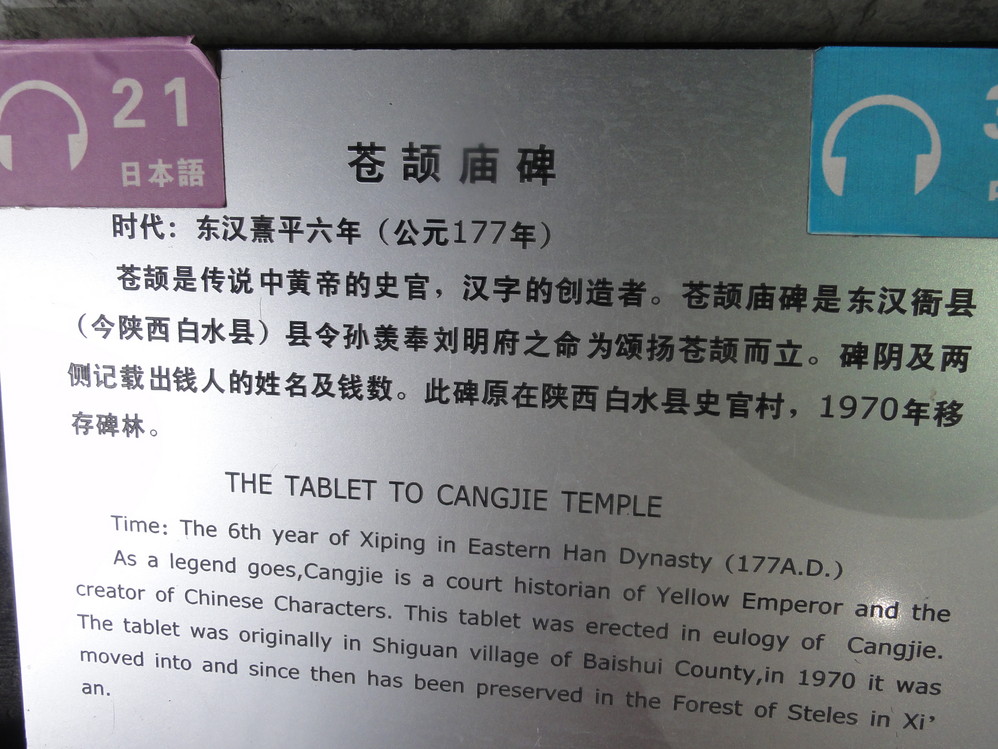 21
日本語
苍颉庙碑
时代：东汉熹平六年（公元177年）
苍颉是传说中黄帝的史官，汉字的创造者。苍颉庙碑是东汉衙县
（今陕西白水县）县令孙羡奉刘明府之命为颂扬苍颉而立。碑阴及两
侧记载出钱人的姓名及钱数。此碑原在陕西白水县史官村，1970年移
存碑林。
THE TABLET TO CANGJIE TEMPLE
Time: The 6th year of Xiping in Eastern Han Dynasty (177A.D.)
As a legend goes,Cangjie is a court historian of Yellow Emperor and the
creator of Chinese Characters. This tablet was erected in eulogy of Cangjie.
The tablet was originally in Shiguan village of Baishui County,in 1970 it was
moved into and since then has been preserved in the Forest of Steles in Xi’
an.